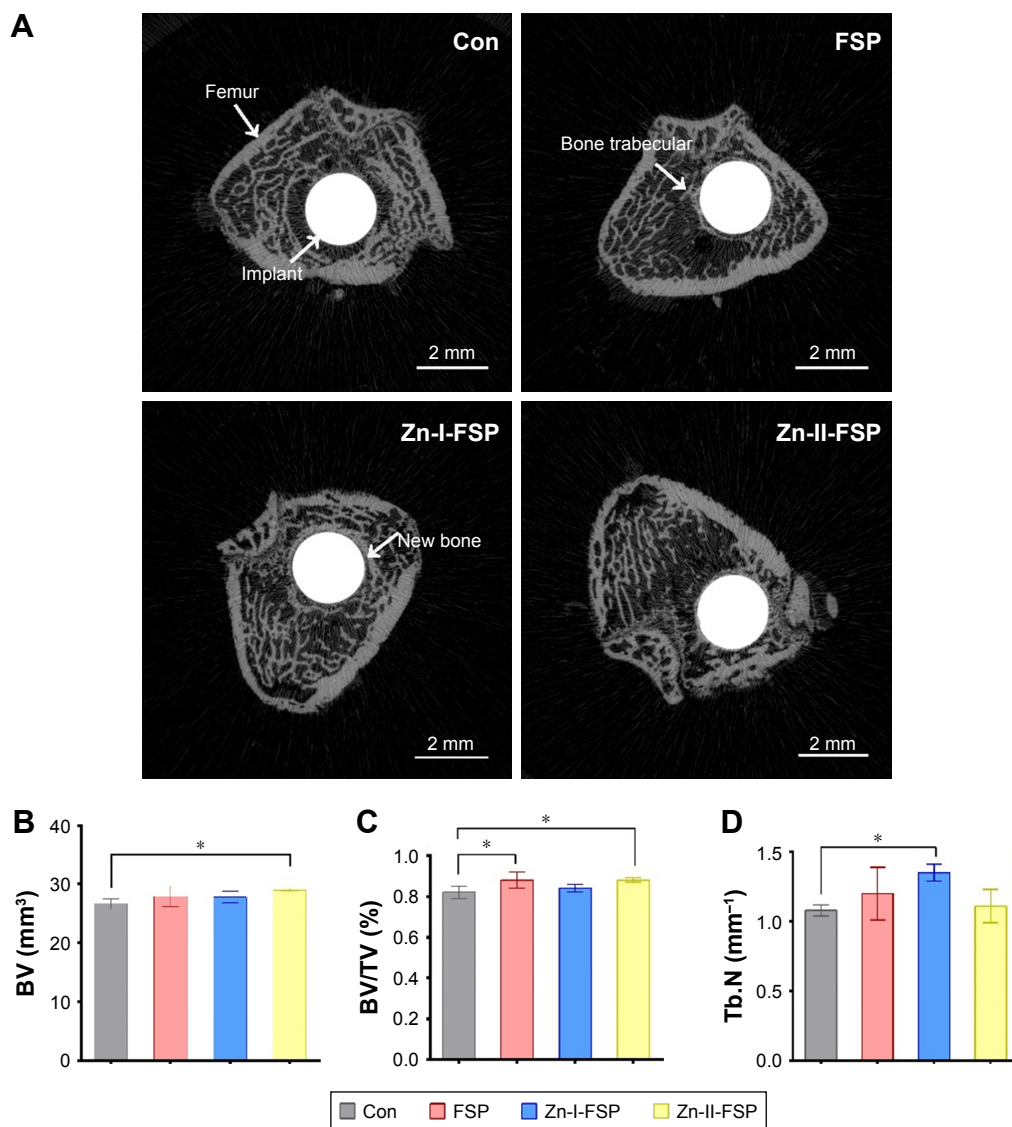 A
Con
Femur
Implant
2 mm
FSP
Bone trabecular
2 mm
Zn-I-FSP
New bone
2 mm
Zn-II-FSP
2 mm
B
BV (mm³)
40
30
20
10
0
*
C
BV/TV (%)
1.0
0.8
0.6
0.4
0.2
0.0
*
*
D
Tb.N (mm⁻¹)
1.5
1.0
0.5
0.0
*
Con FSP Zn-I-FSP Zn-II-FSP